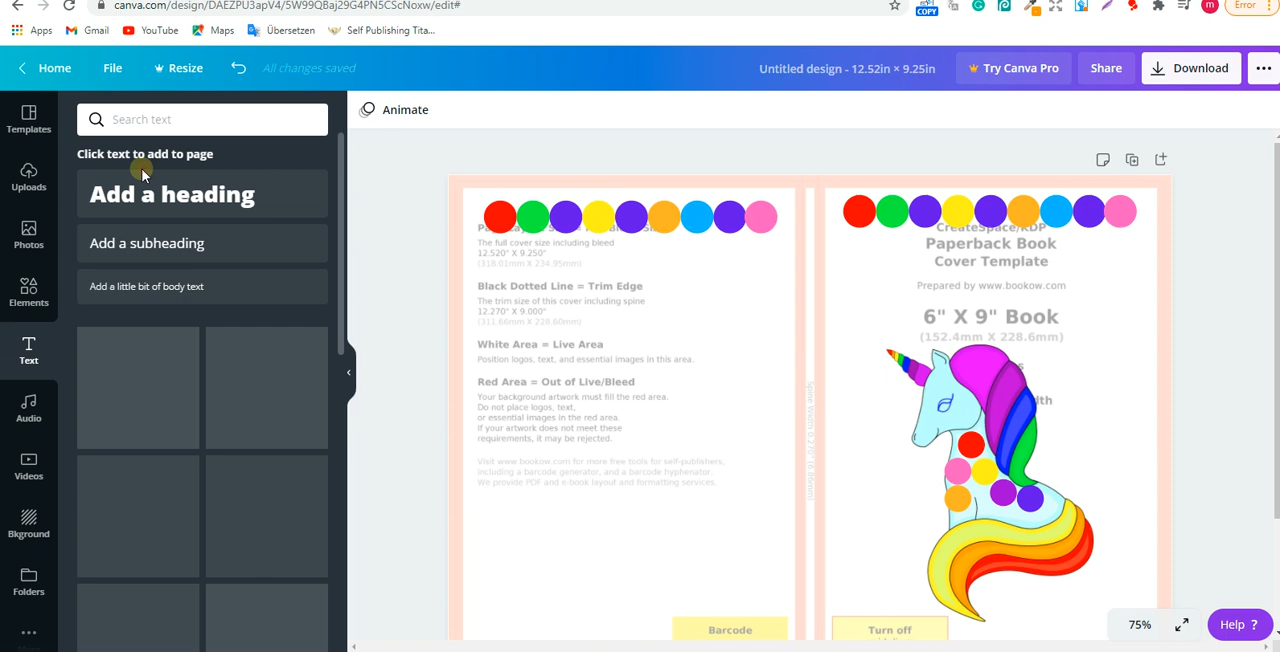 canva.com/design/DAEZPU3apV4/5W99QBaj29G4PN5CScNoxw/edit#
COPY
m
Error
Apps
Gmail
YouTube
Maps
Übersetzen
Self Publishing Tita...
Home
File
Resize
All changes saved
Untitled design - 12.52in × 9.25in
Try Canva Pro
Share
Download
Templates
Uploads
Photos
Elements
Text
Audio
Videos
Bkground
Folders
Search text
Click text to add to page
Add a heading
Add a subheading
Add a little bit of body text
Animate
The full cover size including bleed
12.520" X 9.250"
(318.01mm X 234.95mm)
Black Dotted Line = Trim Edge
The trim size of this cover including spine
12.270" X 9.000"
(311.66mm X 228.60mm)
White Area = Live Area
Position logos, text, and essential images in this area.
Red Area = Out of Live/Bleed
Your background artwork must fill the red area.
Do not place logos, text,
or essential images in the red area.
If your artwork does not meet these
requirements, it may be rejected.
Visit www.bookow.com for more free tools for self-publishers,
including a barcode generator, and a barcode hyphenator.
We provide PDF and e-book layout and formatting services.
Barcode
Spine Width 0.270" (6.86mm)
CreateSpace/KDP
Paperback Book
Cover Template
Prepared by www.bookow.com
6" X 9" Book
(152.4mm X 228.6mm)
Turn off
75%
Help ?